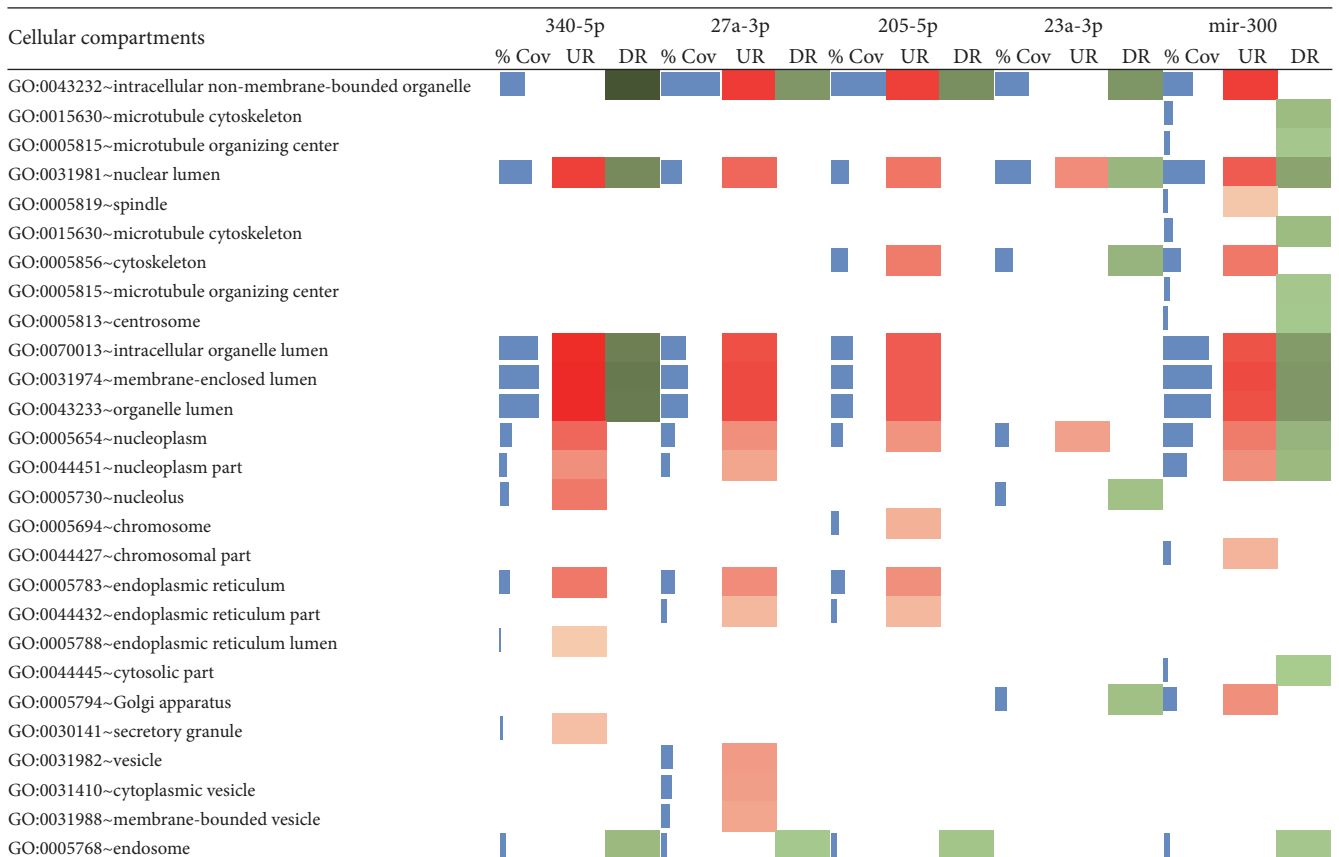 Cellular compartments 340-5p 27a-3p 205-5p 23a-3p mir-300
% Cov UR DR % Cov UR DR % Cov UR DR % Cov UR DR % Cov UR DR
GO:0043232~intracellular non-membrane-bounded organelle
GO:0015630~microtubule cytoskeleton
GO:0005815~microtubule organizing center
GO:0031981~nuclear lumen
GO:0005819~spindle
GO:0015630~microtubule cytoskeleton
GO:0005856~cytoskeleton
GO:0005815~microtubule organizing center
GO:0005813~centrosome
GO:0070013~intracellular organelle lumen
GO:0031974~membrane-enclosed lumen
GO:0043233~organelle lumen
GO:0005654~nucleoplasm
GO:0044451~nucleoplasm part
GO:0005730~nucleolus
GO:0005694~chromosome
GO:0044427~chromosomal part
GO:0005783~endoplasmic reticulum
GO:0044432~endoplasmic reticulum part
GO:0005788~endoplasmic reticulum lumen
GO:0044445~cytosolic part
GO:0005794~Golgi apparatus
GO:0030141~secretory granule
GO:0031982~vesicle
GO:0031410~cytoplasmic vesicle
GO:0031988~membrane-bounded vesicle
GO:0005768~endosome